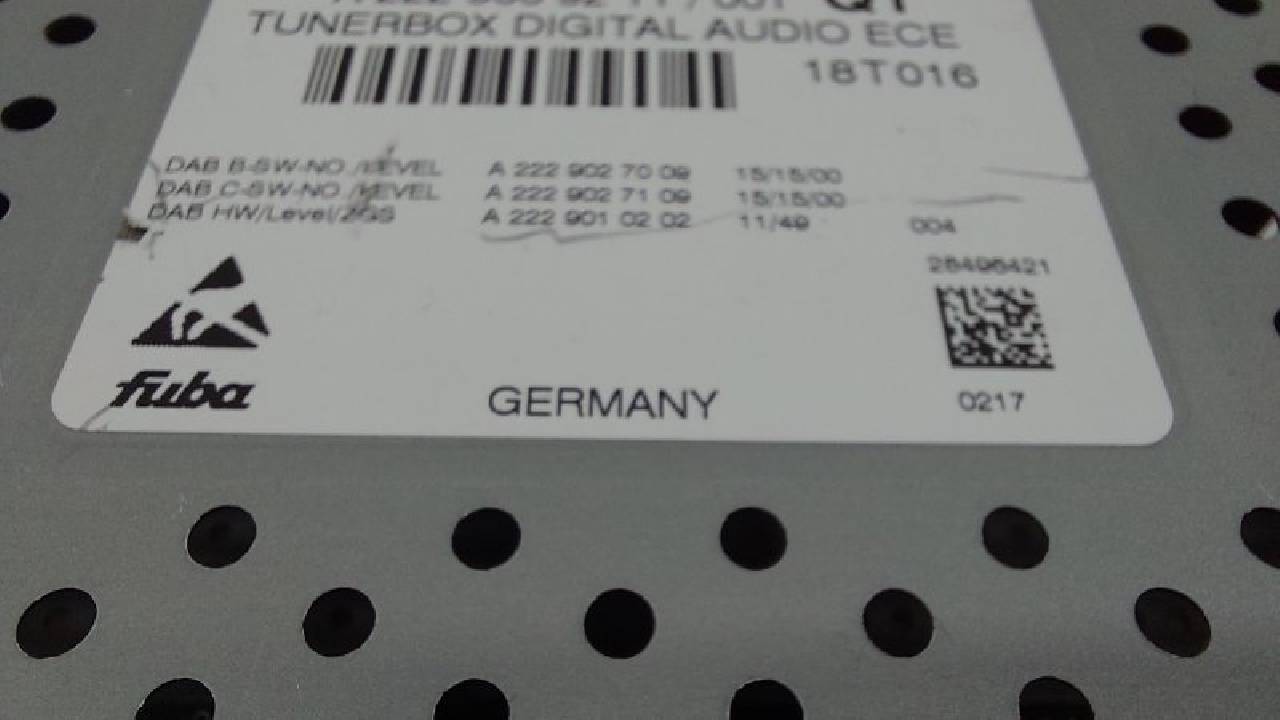 TUNERBOX DIGITAL AUDIO ECE
18T016
DAB B-SW-NO./LEVEL A 222 902 70 09 15/15/00
DAB C-SW-NO./LEVEL A 222 902 71 09 15/15/00
DAB HW/Level/ZGS A 222 901 02 02 11/49 004
28496421
fuba
GERMANY
0217